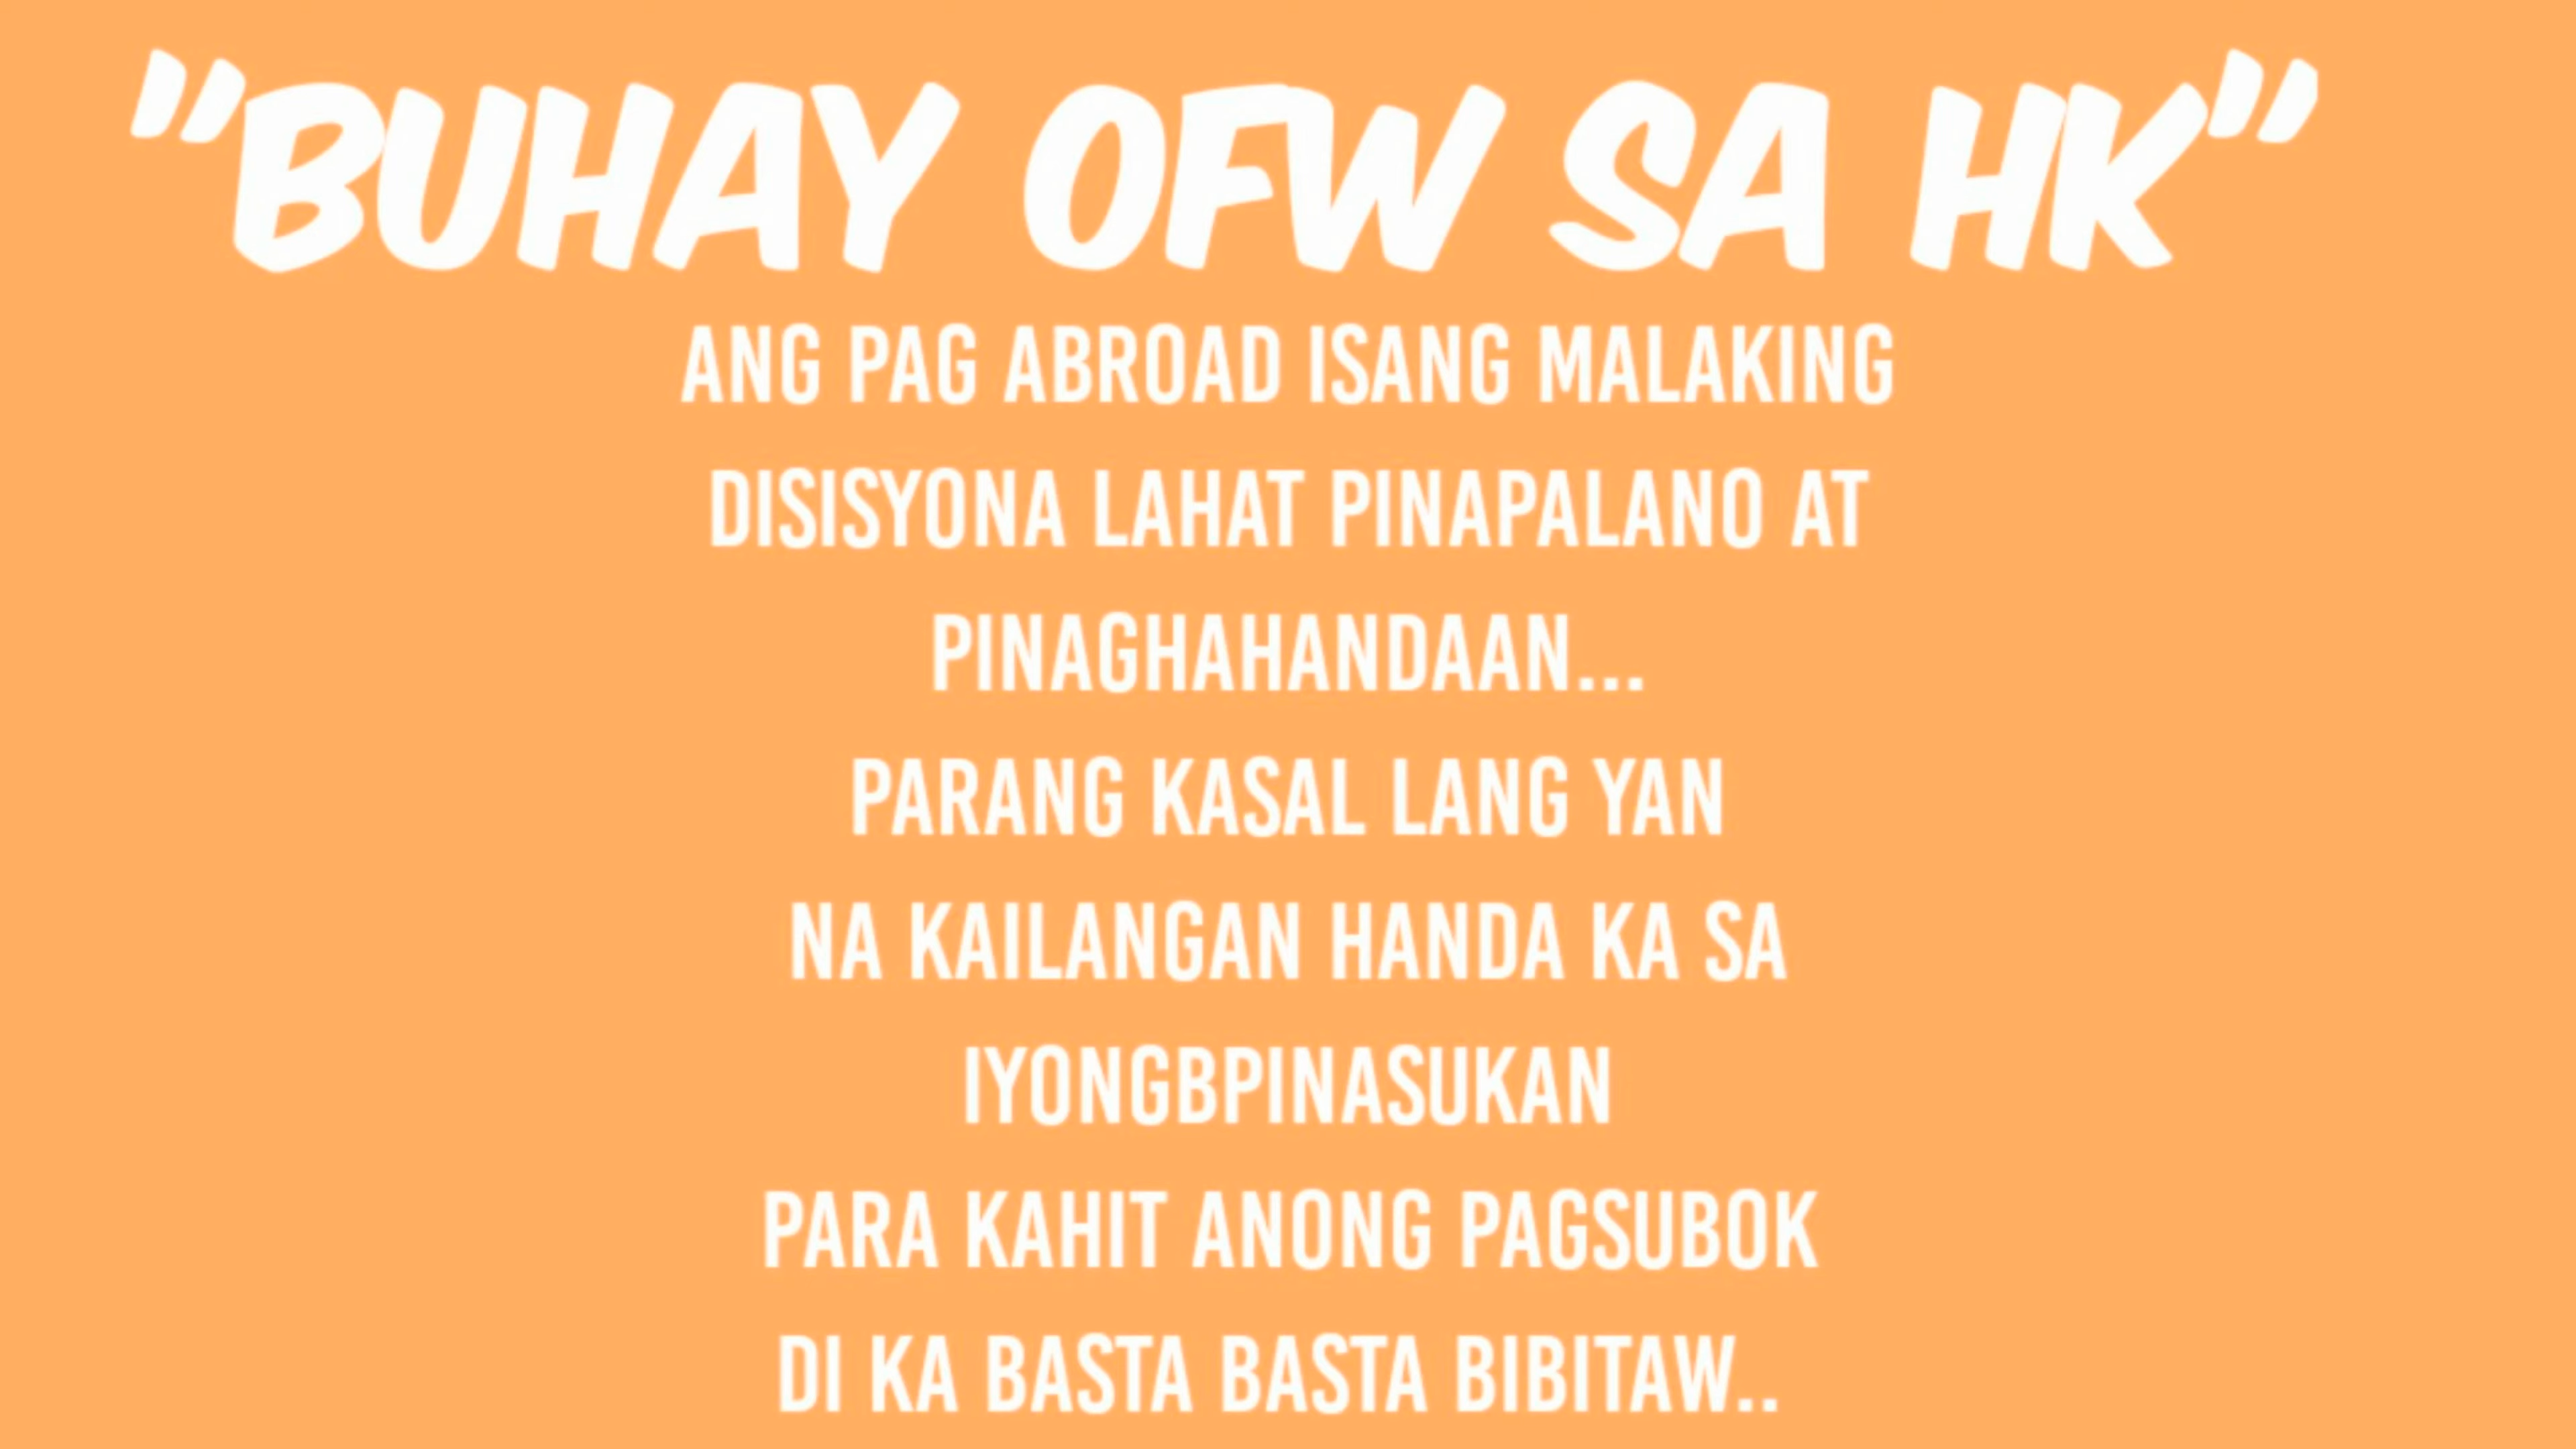 "BUHAY OFW SA HK"
ANG PAG ABROAD ISANG MALAKING
DISISYONA LAHAT PINAPALANO AT
PINAGHAHANDAAN...
PARANG KASAL LANG YAN
NA KAILANGAN HANDA KA SA
IYONGBPINASUKAN
PARA KAHIT ANONG PAGSUBOK
DI KA BASTA BASTA BIBITAW..